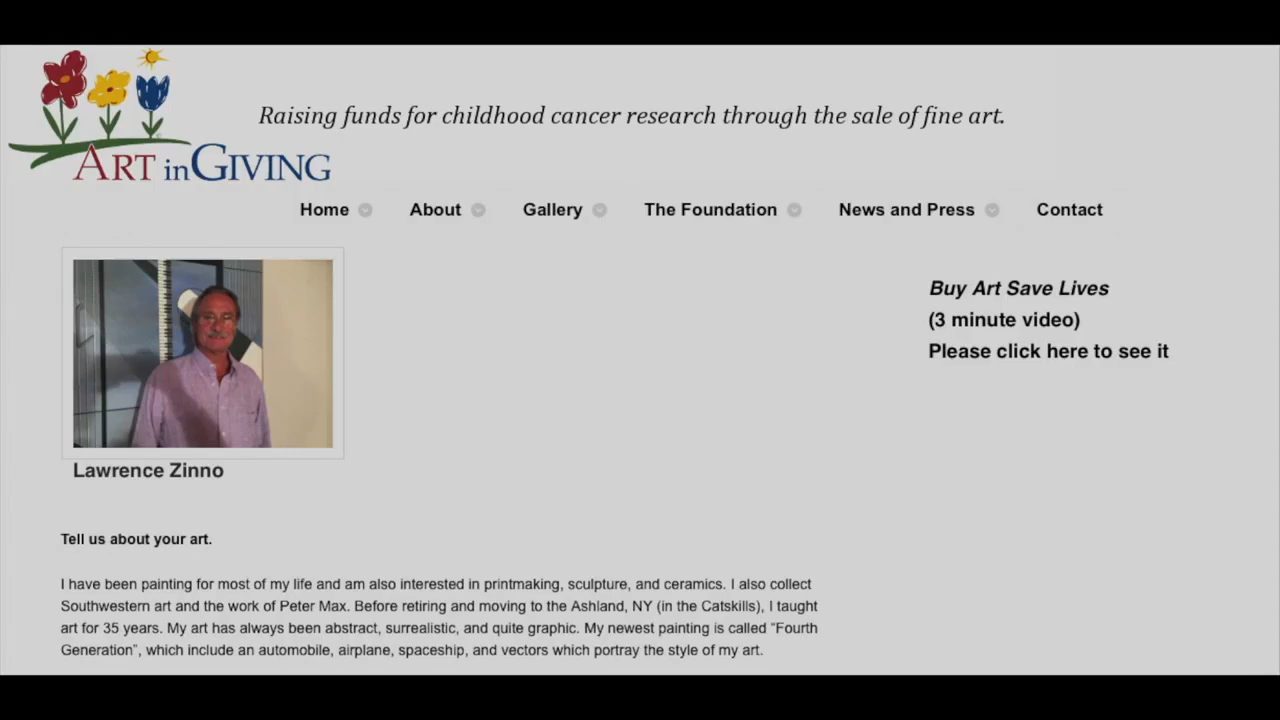 Raising funds for childhood cancer research through the sale of fine art.
ART in GIVING
Home About Gallery The Foundation News and Press Contact
Buy Art Save Lives
(3 minute video)
Please click here to see it
Lawrence Zinno
Tell us about your art.
I have been painting for most of my life and am also interested in printmaking, sculpture, and ceramics. I also collect
Southwestern art and the work of Peter Max. Before retiring and moving to the Ashland, NY (in the Catskills), I taught
art for 35 years. My art has always been abstract, surrealistic, and quite graphic. My newest painting is called “Fourth
Generation”, which include an automobile, airplane, spaceship, and vectors which portray the style of my art.